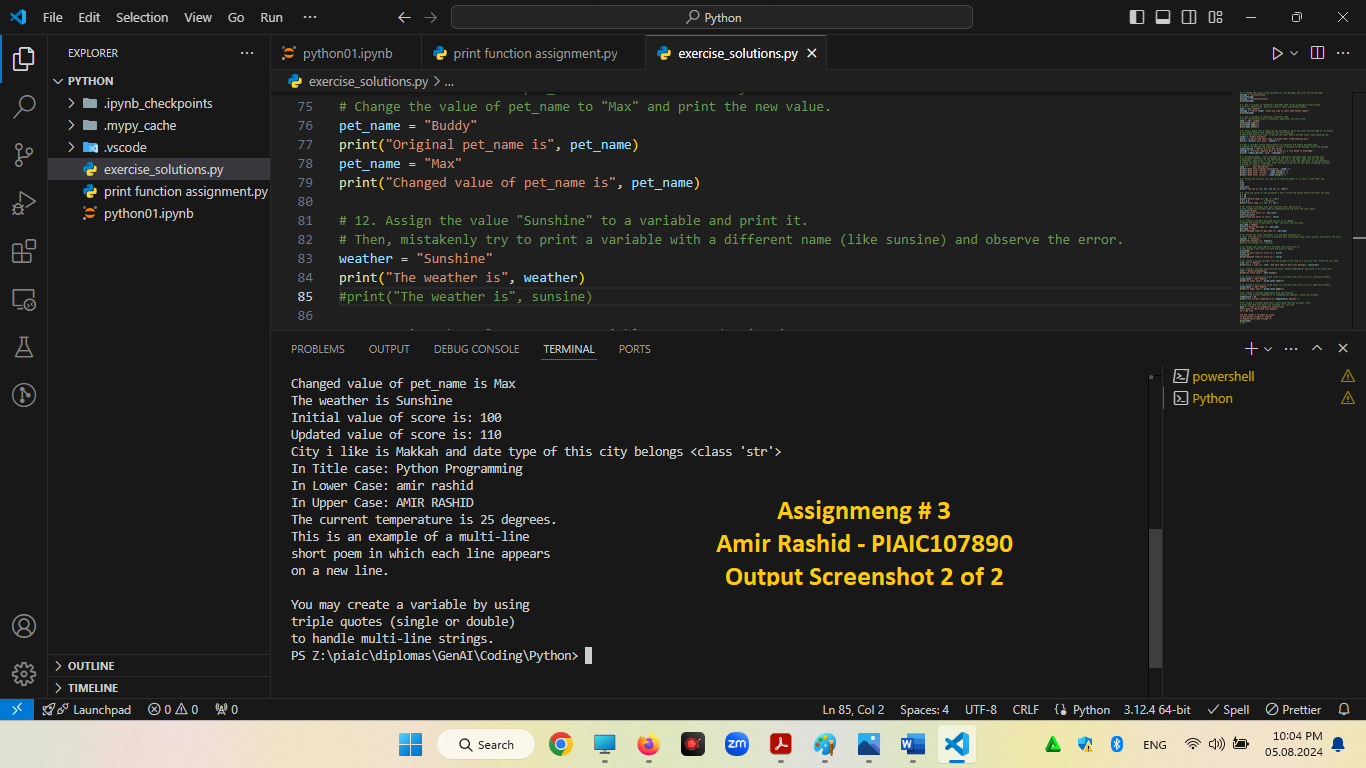 File Edit Selection View Go Run ···
Python
EXPLORER ···
PYTHON
.ipynb_checkpoints
.mypy_cache
.vscode
exercise_solutions.py
print function assignment.py
python01.ipynb
OUTLINE
TIMELINE
python01.ipynb print function assignment.py exercise_solutions.py
exercise_solutions.py > ...
75 # Change the value of pet_name to "Max" and print the new value.
76 pet_name = "Buddy"
77 print("Original pet_name is", pet_name)
78 pet_name = "Max"
79 print("Changed value of pet_name is", pet_name)
80
81 # 12. Assign the value "Sunshine" to a variable and print it.
82 # Then, mistakenly try to print a variable with a different name (like sunsine) and observe the error.
83 weather = "Sunshine"
84 print("The weather is", weather)
85 #print("The weather is", sunsine)
86
PROBLEMS OUTPUT DEBUG CONSOLE TERMINAL PORTS
powershell
Python
Changed value of pet_name is Max
The weather is Sunshine
Initial value of score is: 100
Updated value of score is: 110
City i like is Makkah and date type of this city belongs <class 'str'>
In Title case: Python Programming
In Lower Case: amir rashid
In Upper Case: AMIR RASHID
The current temperature is 25 degrees.
This is an example of a multi-line
short poem in which each line appears
on a new line.
You may create a variable by using
triple quotes (single or double)
to handle multi-line strings.
PS Z:\piaic\diplomas\GenAI\Coding\Python>
Assignmeng # 3
Amir Rashid - PIAIC107890
Output Screenshot 2 of 2
Launchpad 0 0 0 Ln 85, Col 2 Spaces: 4 UTF-8 CRLF Python 3.12.4 64-bit Spell Prettier
Search
zm
ENG
10:04 PM
05.08.2024